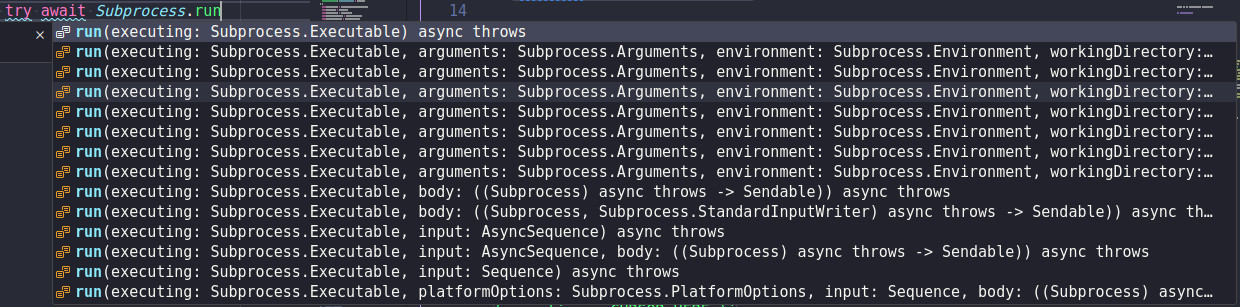 try await Subprocess.run
14
× run(executing: Subprocess.Executable) async throws
run(executing: Subprocess.Executable, arguments: Subprocess.Arguments, environment: Subprocess.Environment, workingDirectory:…
run(executing: Subprocess.Executable, arguments: Subprocess.Arguments, environment: Subprocess.Environment, workingDirectory:…
run(executing: Subprocess.Executable, arguments: Subprocess.Arguments, environment: Subprocess.Environment, workingDirectory:…
run(executing: Subprocess.Executable, arguments: Subprocess.Arguments, environment: Subprocess.Environment, workingDirectory:…
run(executing: Subprocess.Executable, arguments: Subprocess.Arguments, environment: Subprocess.Environment, workingDirectory:…
run(executing: Subprocess.Executable, arguments: Subprocess.Arguments, environment: Subprocess.Environment, workingDirectory:…
run(executing: Subprocess.Executable, arguments: Subprocess.Arguments, environment: Subprocess.Environment, workingDirectory:…
run(executing: Subprocess.Executable, body: ((Subprocess) async throws -> Sendable)) async throws
run(executing: Subprocess.Executable, body: ((Subprocess, Subprocess.StandardInputWriter) async throws -> Sendable)) async th…
run(executing: Subprocess.Executable, input: AsyncSequence) async throws
run(executing: Subprocess.Executable, input: AsyncSequence, body: ((Subprocess) async throws -> Sendable)) async throws
run(executing: Subprocess.Executable, input: Sequence) async throws
run(executing: Subprocess.Executable, platformOptions: Subprocess.PlatformOptions, input: Sequence, body: ((Subprocess) async…